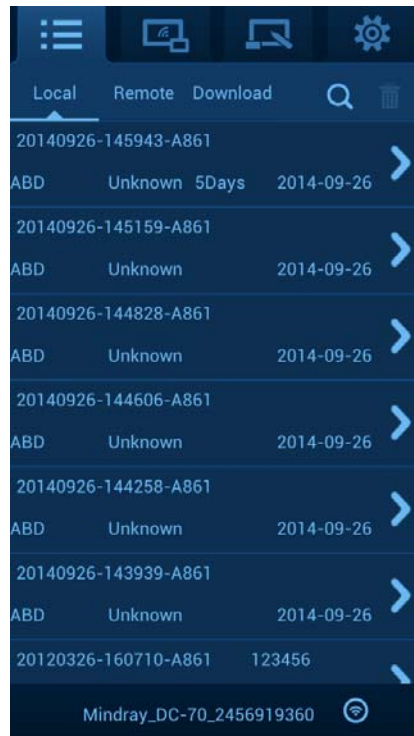 Local Remote Download
20140926-145943-A861
ABD Unknown 5Days 2014-09-26
20140926-145159-A861
ABD Unknown 2014-09-26
20140926-144828-A861
ABD Unknown 2014-09-26
20140926-144606-A861
ABD Unknown 2014-09-26
20140926-144258-A861
ABD Unknown 2014-09-26
20140926-143939-A861
ABD Unknown 2014-09-26
20120326-160710-A861 123456
Mindray_DC-70_2456919360